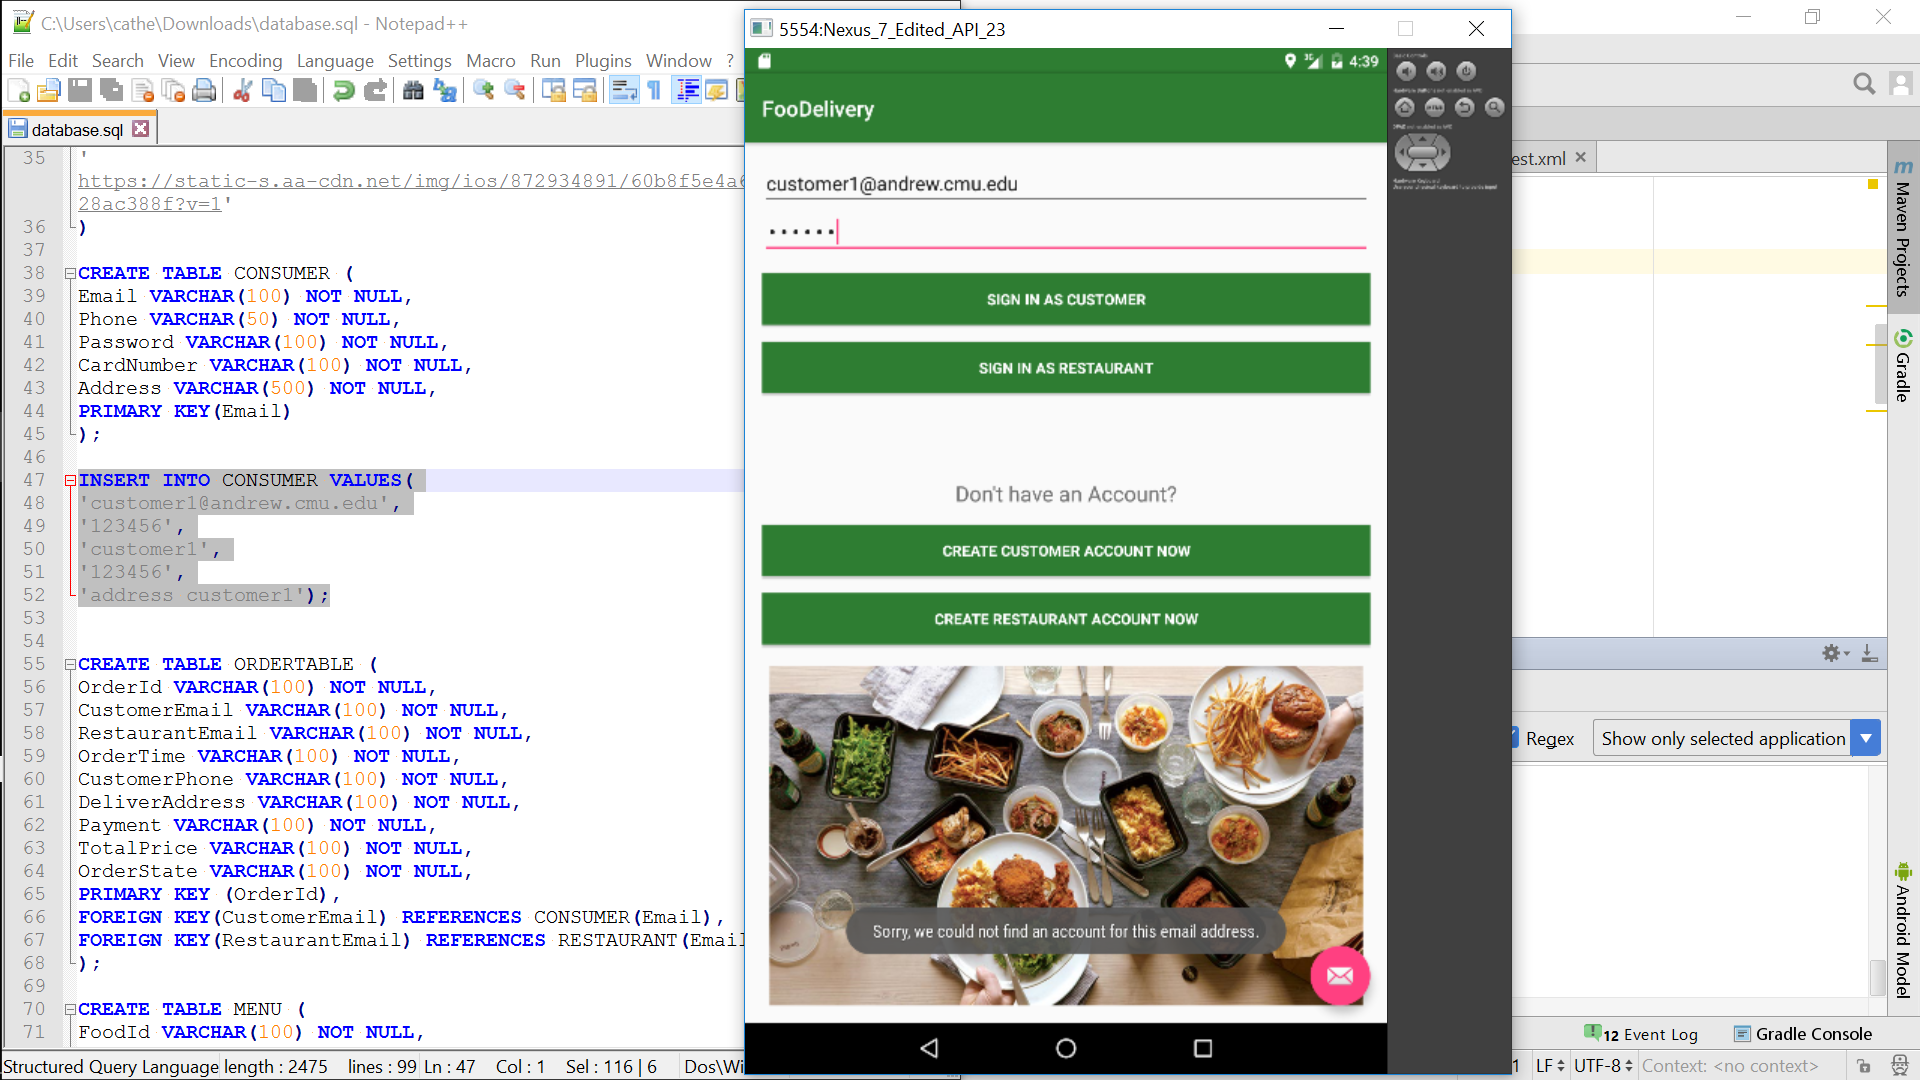 C:\Users\cathe\Downloads\database.sql - Notepad++
File Edit Search View Encoding Language Settings Macro Run Plugins Window ?
database.sql
35 '
https://static-s.aa-cdn.net/img/ios/872934891/60b8f5e4a
28ac388f?v=1'
36 )
37
38 CREATE TABLE CONSUMER (
39 Email VARCHAR(100) NOT NULL,
40 Phone VARCHAR(50) NOT NULL,
41 Password VARCHAR(100) NOT NULL,
42 CardNumber VARCHAR(100) NOT NULL,
43 Address VARCHAR(500) NOT NULL,
44 PRIMARY KEY(Email)
45 );
46
47 INSERT INTO CONSUMER VALUES(
48 'customer1@andrew.cmu.edu',
49 '123456',
50 'customer1',
51 '123456',
52 'address customer1');
53
54
55 CREATE TABLE ORDERTABLE (
56 OrderId VARCHAR(100) NOT NULL,
57 CustomerEmail VARCHAR(100) NOT NULL,
58 RestaurantEmail VARCHAR(100) NOT NULL,
59 OrderTime VARCHAR(100) NOT NULL,
60 CustomerPhone VARCHAR(100) NOT NULL,
61 DeliverAddress VARCHAR(100) NOT NULL,
62 Payment VARCHAR(100) NOT NULL,
63 TotalPrice VARCHAR(100) NOT NULL,
64 OrderState VARCHAR(100) NOT NULL,
65 PRIMARY KEY (OrderId),
66 FOREIGN KEY(CustomerEmail) REFERENCES CONSUMER(Email),
67 FOREIGN KEY(RestaurantEmail) REFERENCES RESTAURANT(Email
68 );
69
70 CREATE TABLE MENU (
71 FoodId VARCHAR(100) NOT NULL,
Structured Query Language length : 2475 lines : 99 Ln : 47 Col : 1 Sel : 116 | 6 Dos\Wi
5554:Nexus_7_Edited_API_23
3G 4:39
FooDelivery
customer1@andrew.cmu.edu
••••••
SIGN IN AS CUSTOMER
SIGN IN AS RESTAURANT
Don't have an Account?
CREATE CUSTOMER ACCOUNT NOW
CREATE RESTAURANT ACCOUNT NOW
Sorry, we could not find an account for this email address.
est.xml
Maven Projects
Gradle
Regex Show only selected application
Android Model
12 Event Log Gradle Console
1 LF UTF-8 Context: <no context>